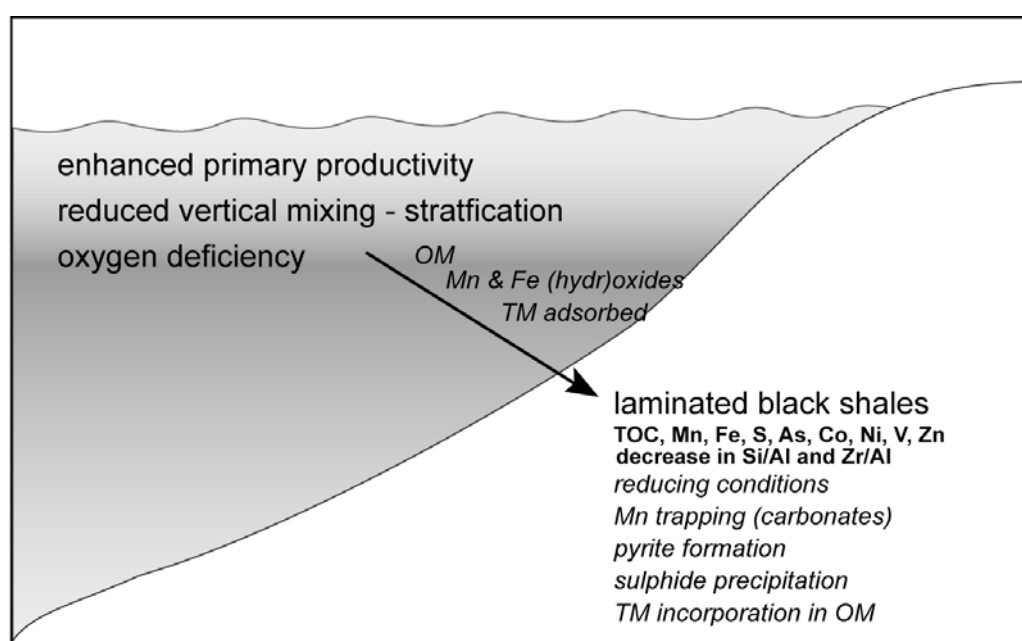 enhanced primary productivity
reduced vertical mixing - stratfication
oxygen deficiency
OM
Mn & Fe (hydr)oxides
TM adsorbed
laminated black shales
TOC, Mn, Fe, S, As, Co, Ni, V, Zn
decrease in Si/Al and Zr/Al
reducing conditions
Mn trapping (carbonates)
pyrite formation
sulphide precipitation
TM incorporation in OM